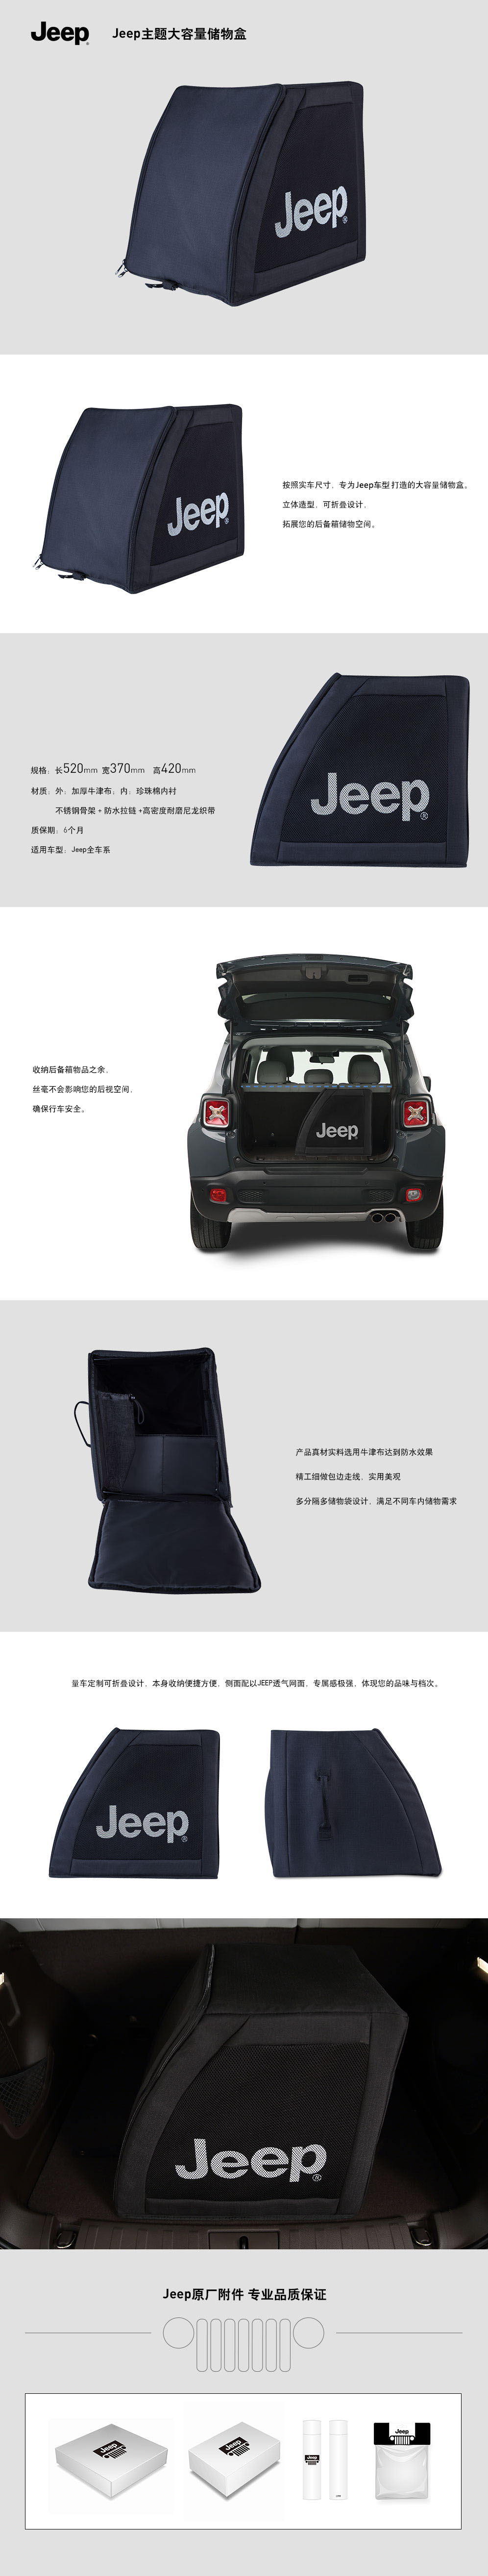 Jeep
Jeep主题大容量储物盒
Jeep
按照实车尺寸，专为Jeep车型打造的大容量储物盒。
立体造型，可折叠设计，
拓展您的后备箱储物空间。
Jeep
规格：长520mm 宽370mm 高420mm
材质：外：加厚牛津布；内：珍珠棉内衬
不锈钢骨架 + 防水拉链 +高密度耐磨尼龙织带
质保期：6个月
适用车型：Jeep全车系
Jeep
收纳后备箱物品之余，
丝毫不会影响您的后视空间，
确保行车安全。
Jeep
产品真材实料选用牛津布达到防水效果
精工细做包边走线，实用美观
多分隔多储物袋设计，满足不同车内储物需求
量车定制可折叠设计，本身收纳便捷方便，侧面配以JEEP透气网面，专属感极强，体现您的品味与档次。
Jeep
Jeep
Jeep原厂附件 专业品质保证
Jeep
Jeep
Jeep
Jeep